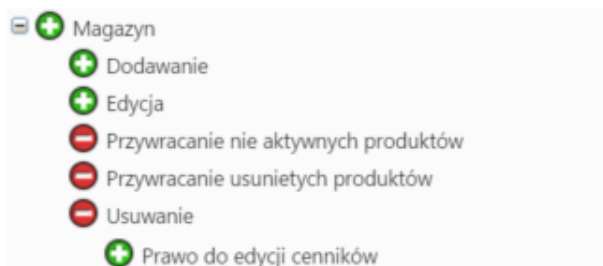 Magazyn
Dodawanie
Edycja
Przywracanie nie aktywnych produktów
Przywracanie usunietych produktów
Usuwanie
Prawo do edycji cenników